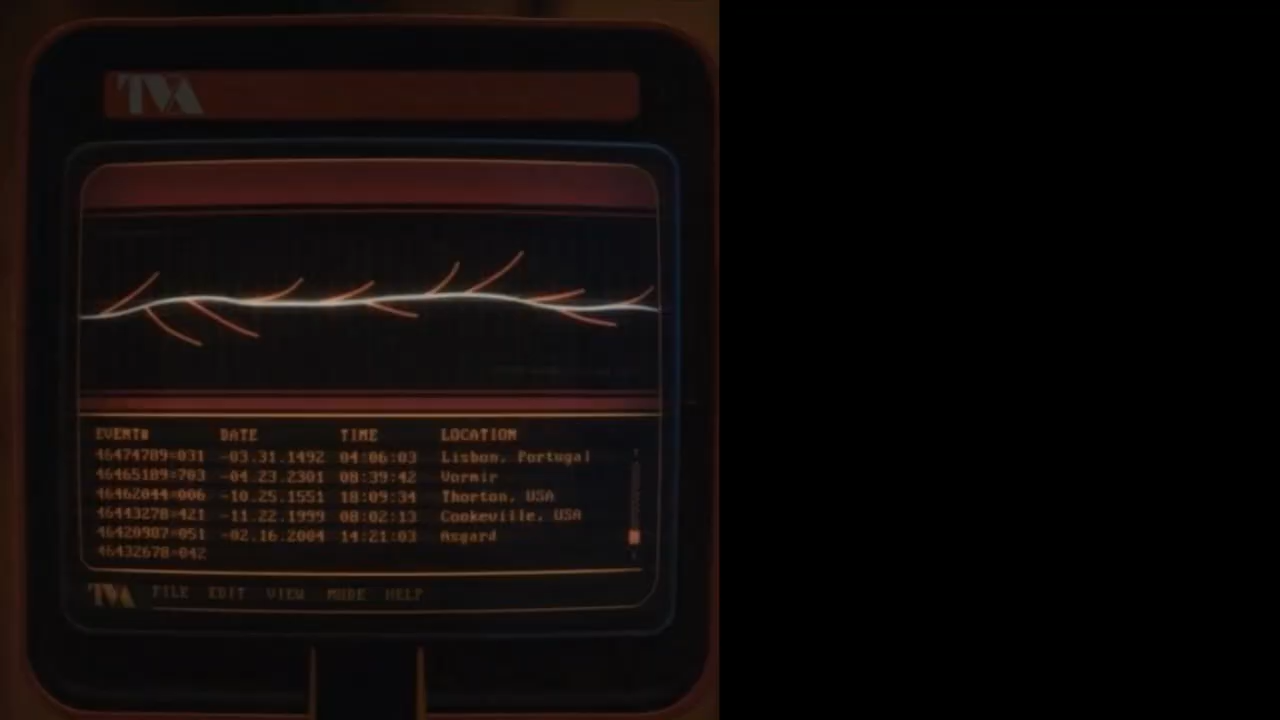 TVA
EVENT# DATE TIME LOCATION
46474789=031 -03.31.1492 04:06:03 Lisbon, Portugal
46465189=703 -04.23.2301 08:39:42 Vormir
46462044=006 -10.25.1551 18:09:34 Thorton, USA
46443278=421 -11.22.1999 08:02:13 Cookeville, USA
46420987=051 -02.16.2004 14:21:03 Asgard
46432678=042
TVA FILE EDIT VIEW MODE HELP